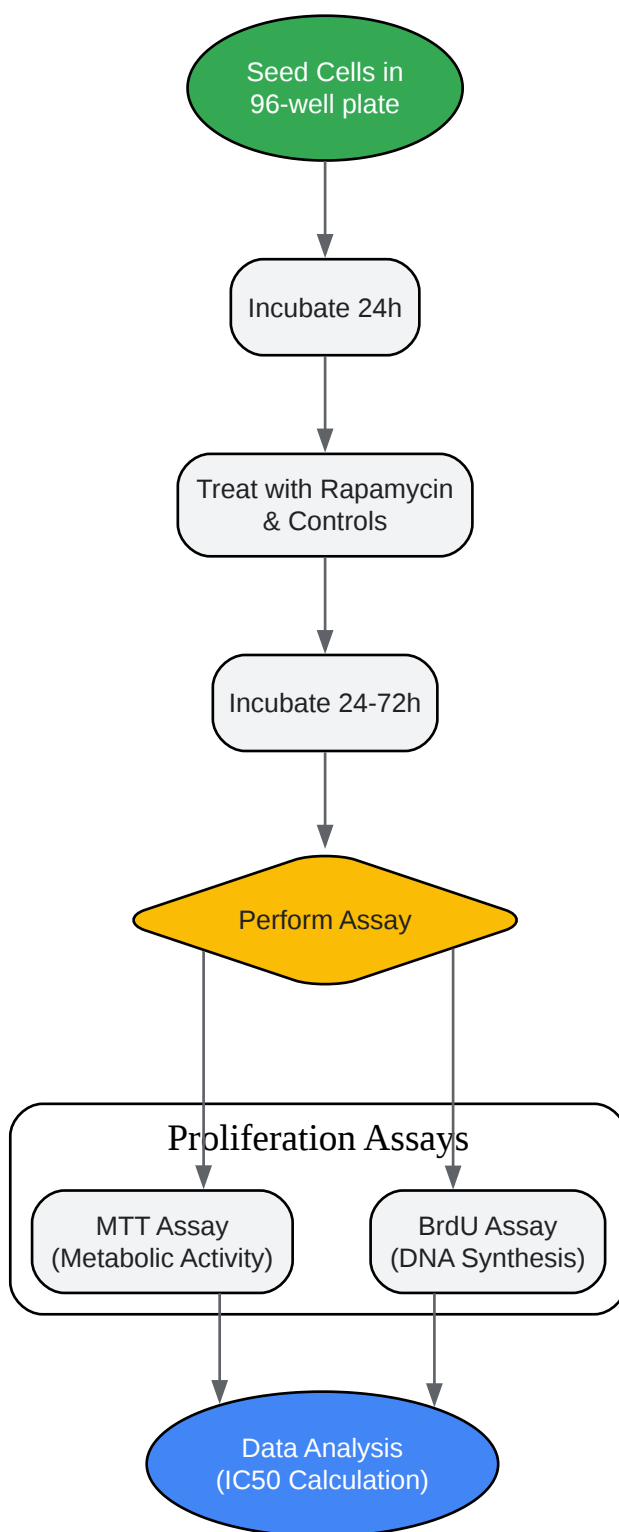 Seed Cells in
96-well plate
Incubate 24h
Treat with Rapamycin
& Controls
Incubate 24-72h
Perform Assay
Proliferation Assays
MTT Assay
(Metabolic Activity)
BrdU Assay
(DNA Synthesis)
Data Analysis
(IC50 Calculation)